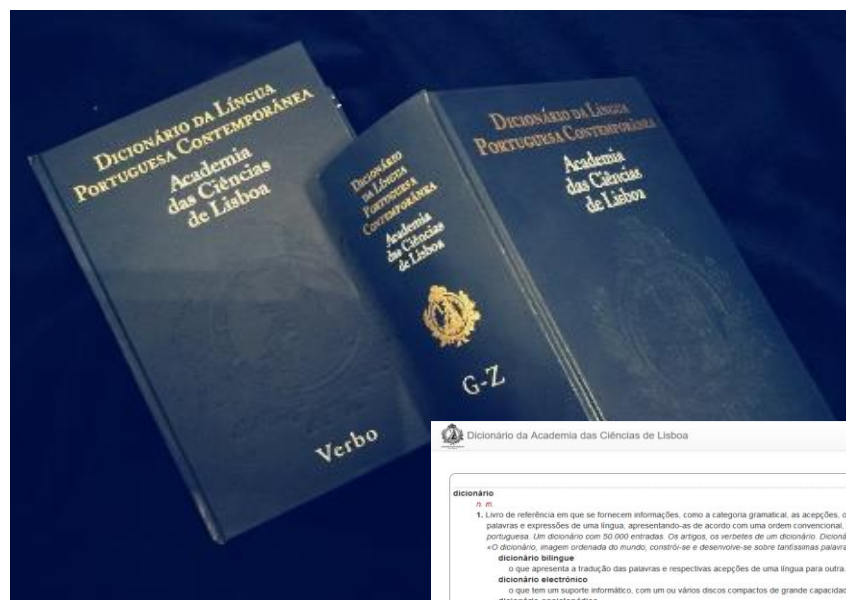 DICIONÁRIO DA LÍNGUA
PORTUGUESA CONTEMPORÂNEA
Academia
das Ciências
de Lisboa
Verbo
DICIONÁRIO
DA LÍNGUA
PORTUGUESA
CONTEMPORÂNEA
Academia
das Ciências
de Lisboa
G-Z
DICIONÁRIO DA LÍNGUA
PORTUGUESA CONTEMPORÂNEA
Academia
das Ciências
de Lisboa
Dicionário da Academia das Ciências de Lisboa
dicionário
n. m.
1. Livro de referência em que se fornecem informações, como a categoria gramatical, as acepções,
palavras e expressões de uma língua, apresentando-as de acordo com uma ordem convencional,
portuguesa. Um dicionário com 50 000 entradas. Os artigos, os verbetes de um dicionário.
«O dicionário, imagem ordenada do mundo, constrói-se e desenvolve-se sobre tantíssimas
dicionário bilingue
o que apresenta a tradução das palavras e respectivas acepções de uma língua para outra.
dicionário electrónico
o que tem um suporte informático, com um ou vários discos compactos de grande